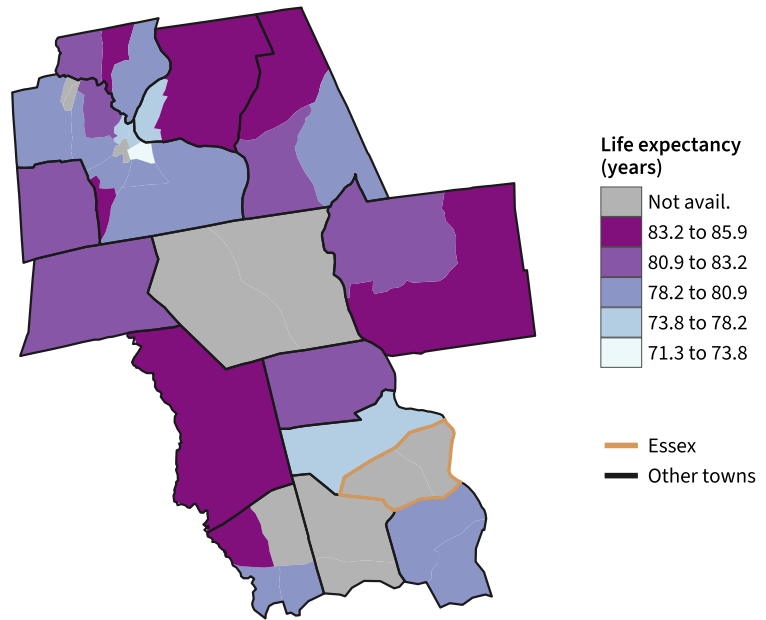 Life expectancy
(years)
Not avail.
83.2 to 85.9
80.9 to 83.2
78.2 to 80.9
73.8 to 78.2
71.3 to 73.8
Essex
Other towns